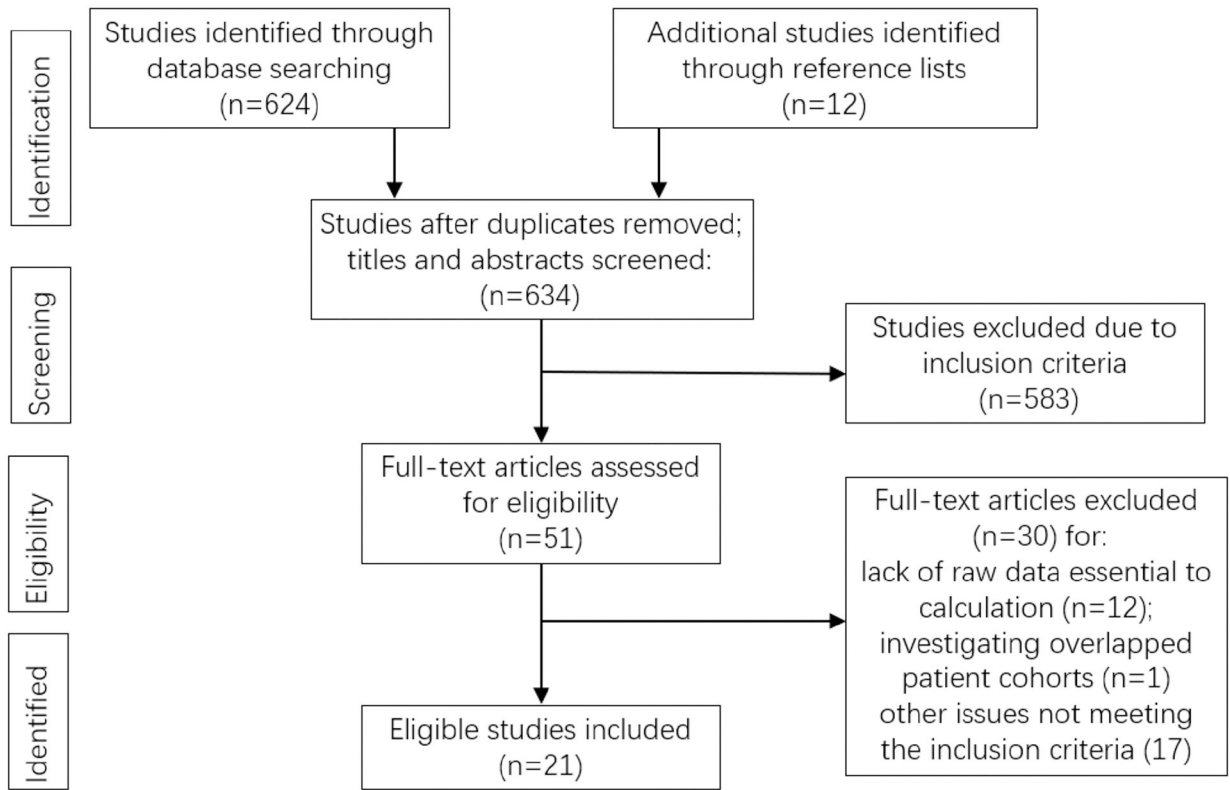 Identification
Studies identified through
database searching
(n=624)
Additional studies identified
through reference lists
(n=12)
Studies after duplicates removed;
titles and abstracts screened:
(n=634)
Screening
Studies excluded due to
inclusion criteria
(n=583)
Eligibility
Full-text articles assessed
for eligibility
(n=51)
Full-text articles excluded
(n=30) for:
lack of raw data essential to
calculation (n=12);
investigating overlapped
patient cohorts (n=1)
other issues not meeting
the inclusion criteria (17)
Identified
Eligible studies included
(n=21)